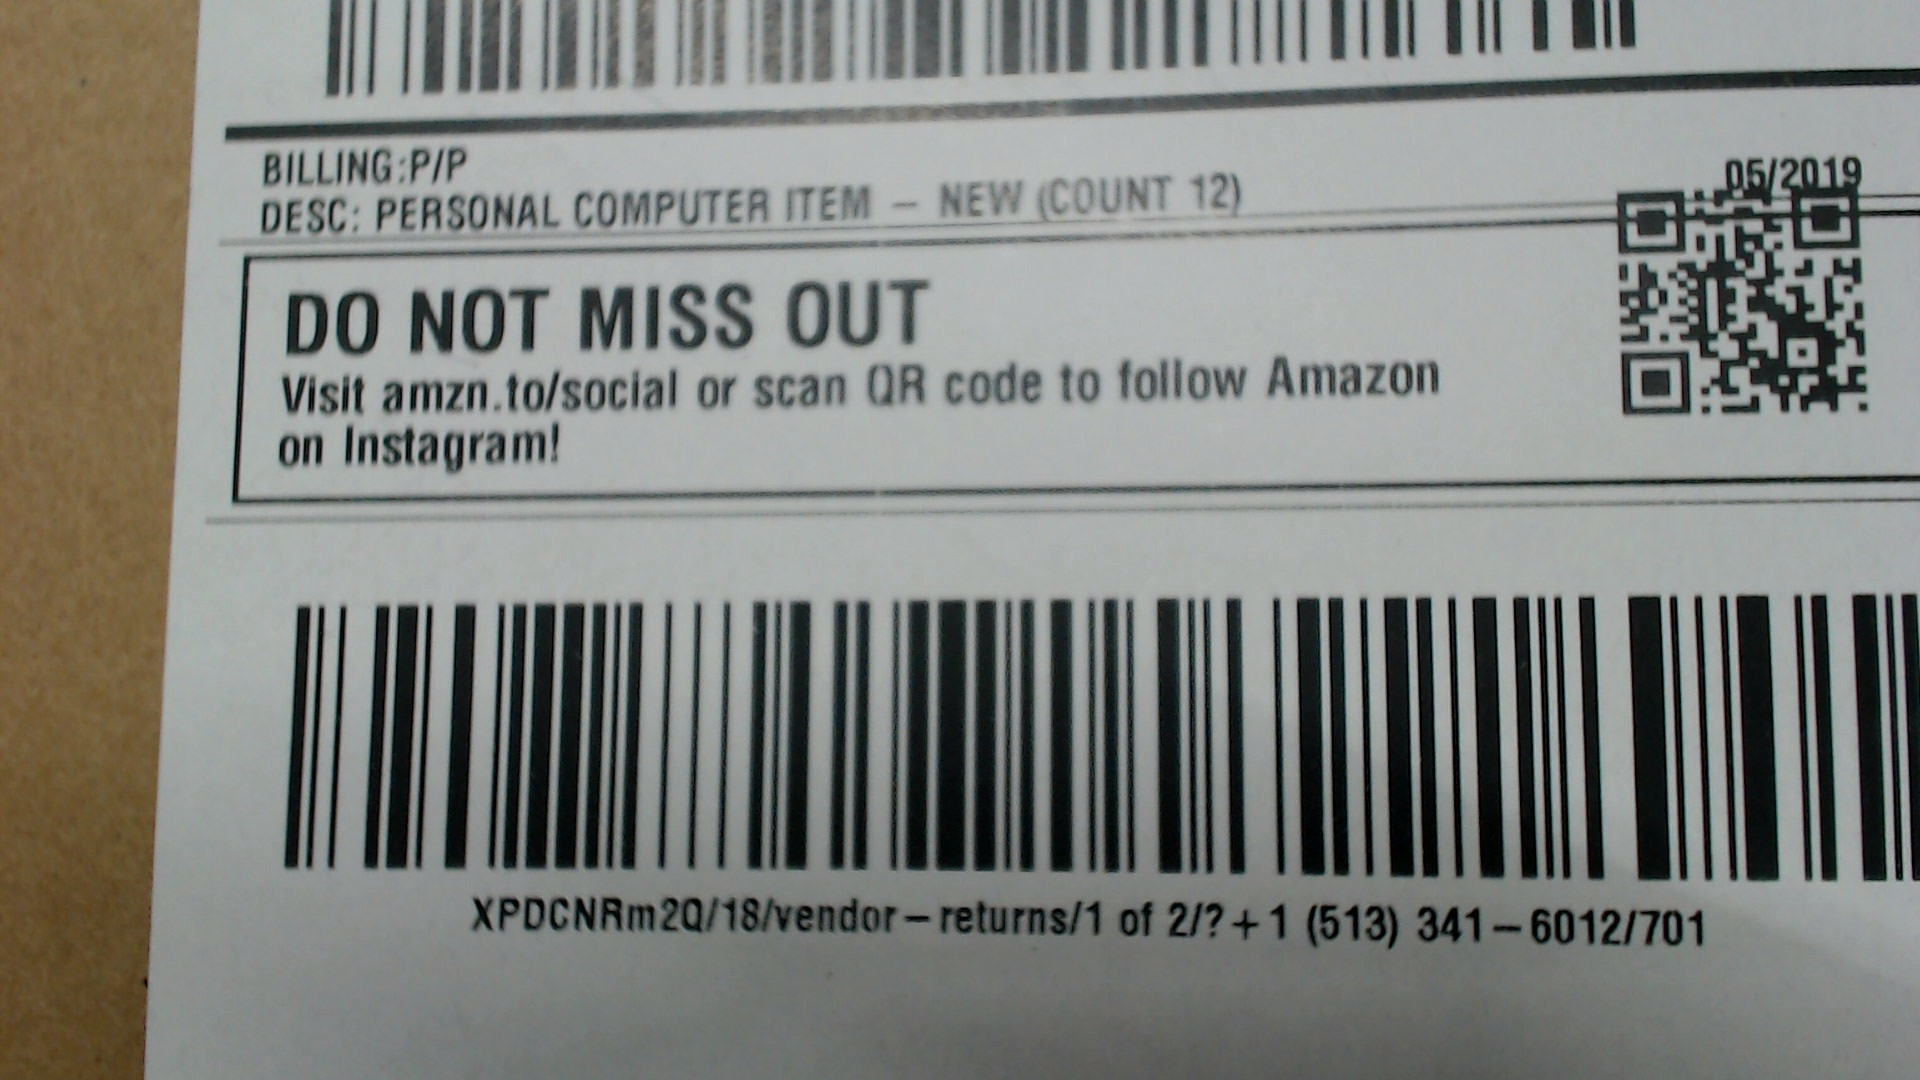 BILLING:P/P
DESC: PERSONAL COMPUTER ITEM – NEW (COUNT 12)
05/2019
DO NOT MISS OUT
Visit amzn.to/social or scan QR code to follow Amazon
on Instagram!
XPDCNRm2Q/18/vendor–returns/1 of 2/?+1 (513) 341–6012/701